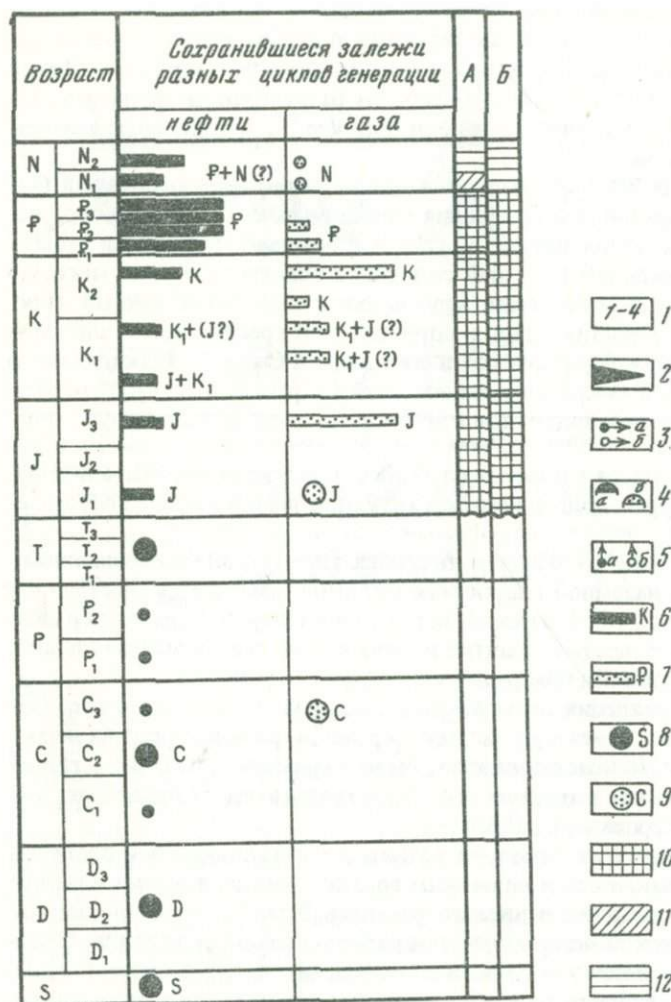 Возраст
Сохранившиеся залежи
разных циклов генерации
А
Б
нефти
газа
N
N₂
N₁
₽+N(?)
N
₽
₽₃
₽₂
₽₁
₽
₽
K
K₂
K₁
K
K
K
K₁+(J?)
K₁+J(?)
K₁+J(?)
J+K₁
J
J₃
J₂
J₁
J
J
J
J
T
T₃
T₂
T₁
P
P₂
P₁
C
C₃
C₂
C₁
C
C
D
D₃
D₂
D₁
D
S
S
1-4
1
2
а
б
3
а
в
4
а
б
5
K
6
₽
7
S
8
C
9
10
11
12